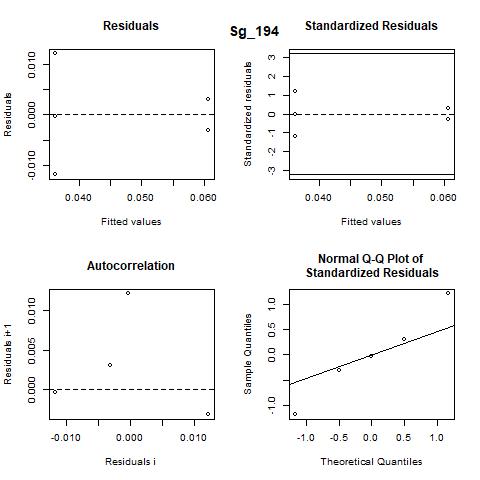 Sg_194
Residuals
0.010
0.000
-0.010
Residuals
0.040 0.050 0.060
Fitted values
Standardized Residuals
3
2
1
0
-1
-2
-3
Standardized residuals
0.040 0.050 0.060
Fitted values
Autocorrelation
0.010
0.005
0.000
Residuals i+1
-0.010 0.000 0.010
Residuals i
Normal Q-Q Plot of
Standardized Residuals
1.0
0.5
0.0
-1.0
Sample Quantiles
-1.0 -0.5 0.0 0.5 1.0
Theoretical Quantiles